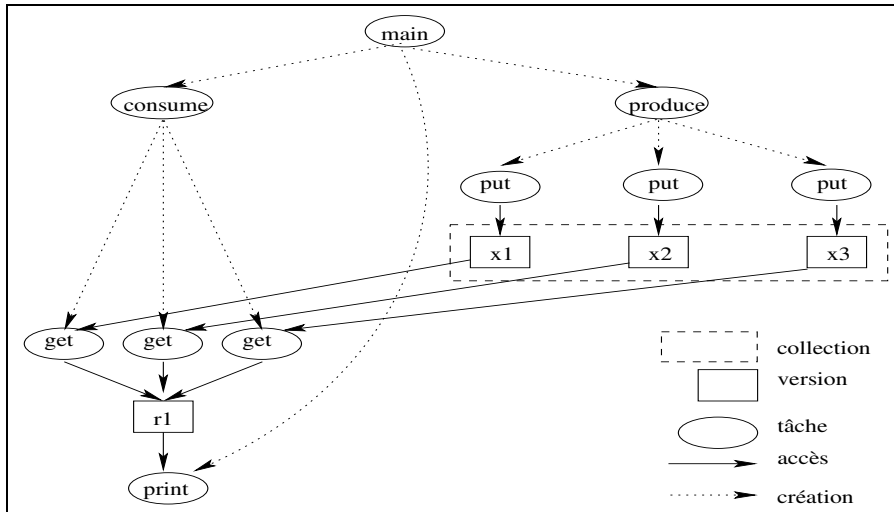 main
consume
produce
put
put
put
x1
x2
x3
get
get
get
collection
version
r1
tâche
accès
print
création